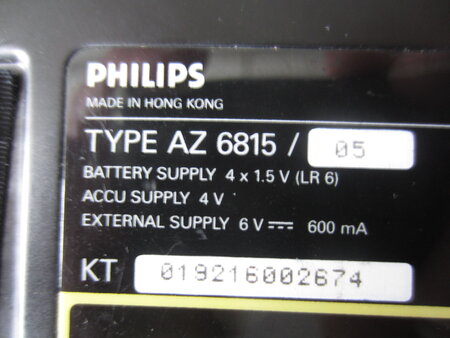 PHILIPS
MADE IN HONG KONG
TYPE AZ 6815 / 05
BATTERY SUPPLY 4 x 1.5 V (LR 6)
ACCU SUPPLY 4 V
EXTERNAL SUPPLY 6 V ⎓ 600 mA
KT 019216002674